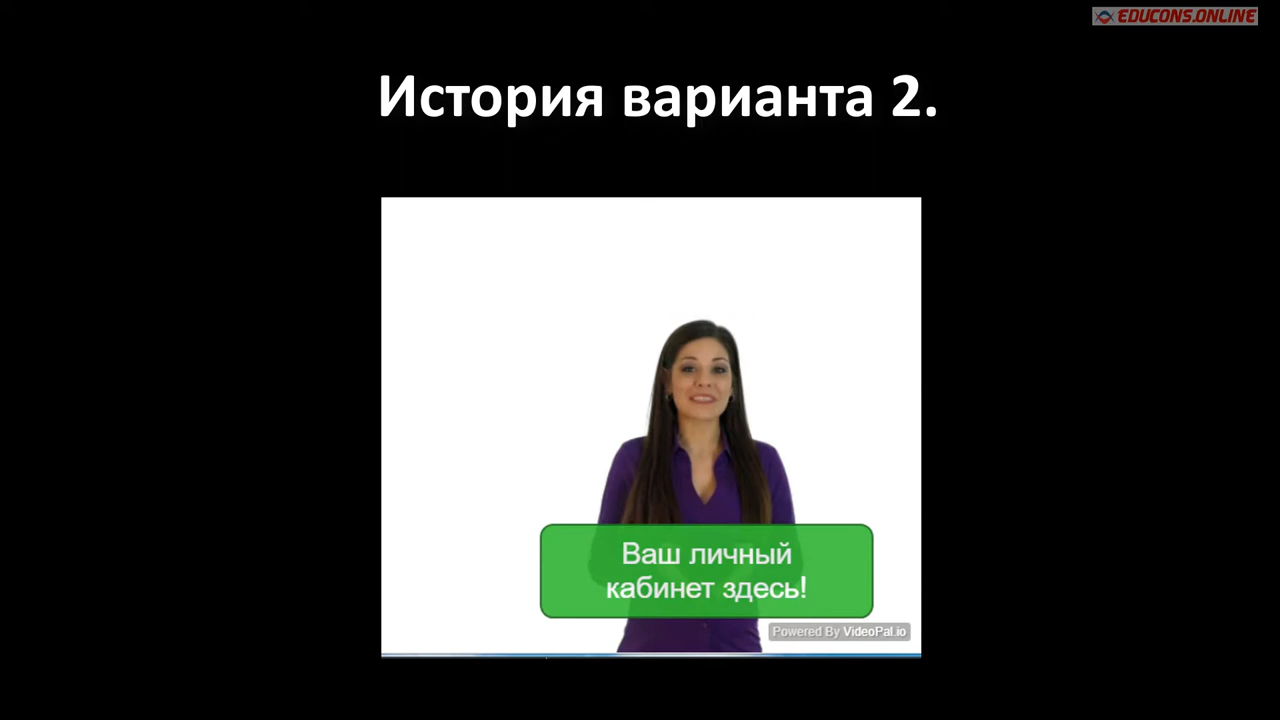 EDUCONS.ONLINE
История варианта 2.
Ваш личный
кабинет здесь!
Powered By VideoPal.io